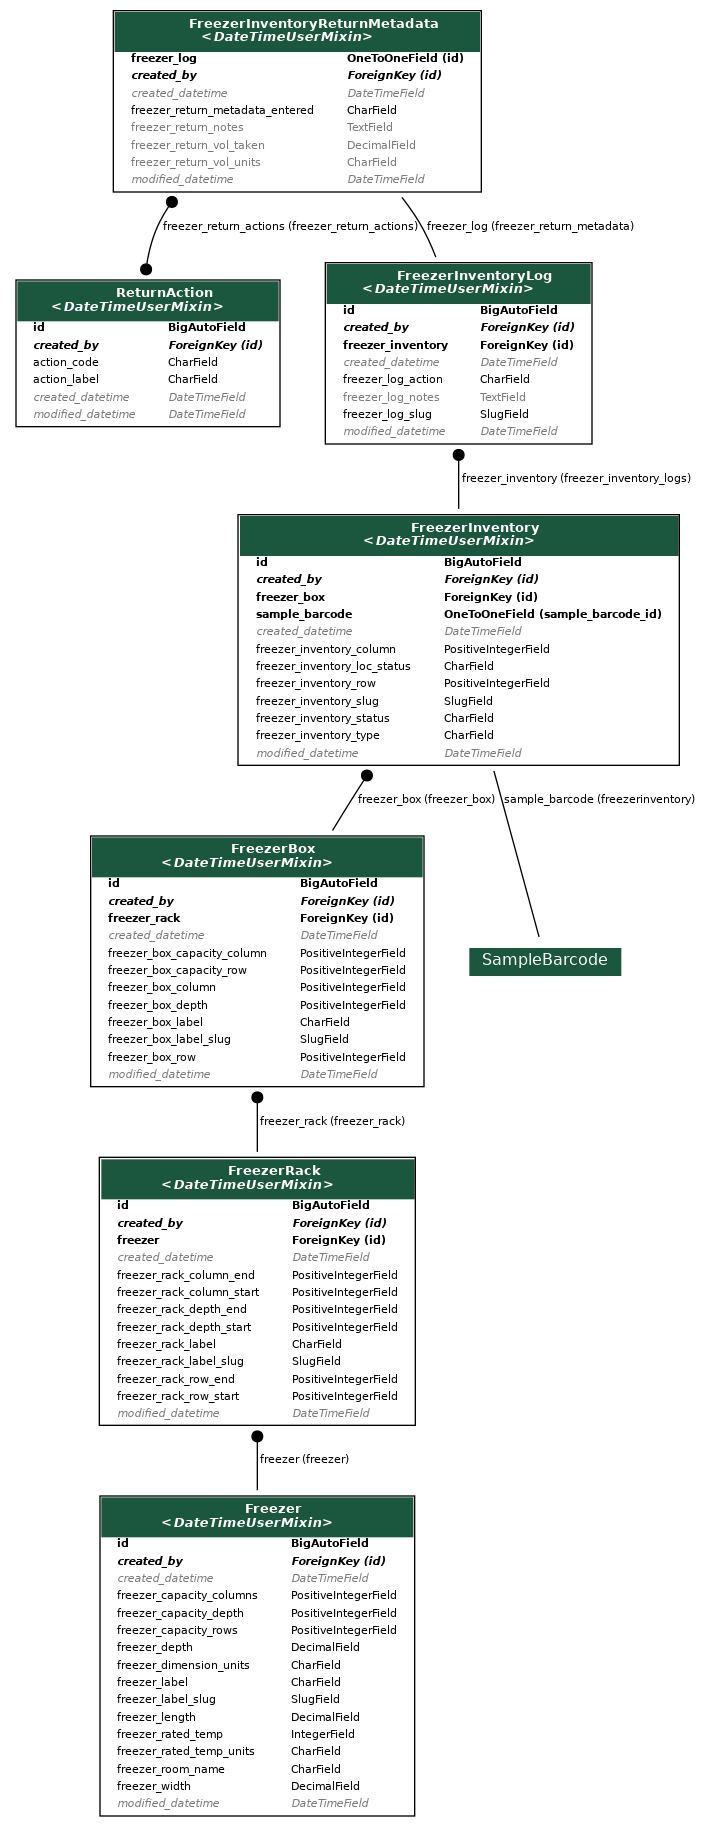 FreezerInventoryReturnMetadata
<DateTimeUserMixin>
freezer_log OneToOneField (id)
created_by ForeignKey (id)
created_datetime DateTimeField
freezer_return_metadata_entered CharField
freezer_return_notes TextField
freezer_return_vol_taken DecimalField
freezer_return_vol_units CharField
modified_datetime DateTimeField
freezer_return_actions (freezer_return_actions)
freezer_log (freezer_return_metadata)
ReturnAction
<DateTimeUserMixin>
id BigAutoField
created_by ForeignKey (id)
action_code CharField
action_label CharField
created_datetime DateTimeField
modified_datetime DateTimeField
FreezerInventoryLog
<DateTimeUserMixin>
id BigAutoField
created_by ForeignKey (id)
freezer_inventory ForeignKey (id)
created_datetime DateTimeField
freezer_log_action CharField
freezer_log_notes TextField
freezer_log_slug SlugField
modified_datetime DateTimeField
freezer_inventory (freezer_inventory_logs)
FreezerInventory
<DateTimeUserMixin>
id BigAutoField
created_by ForeignKey (id)
freezer_box ForeignKey (id)
sample_barcode OneToOneField (sample_barcode_id)
created_datetime DateTimeField
freezer_inventory_column PositiveIntegerField
freezer_inventory_loc_status CharField
freezer_inventory_row PositiveIntegerField
freezer_inventory_slug SlugField
freezer_inventory_status CharField
freezer_inventory_type CharField
modified_datetime DateTimeField
freezer_box (freezer_box)
sample_barcode (freezerinventory)
FreezerBox
<DateTimeUserMixin>
id BigAutoField
created_by ForeignKey (id)
freezer_rack ForeignKey (id)
created_datetime DateTimeField
freezer_box_capacity_column PositiveIntegerField
freezer_box_capacity_row PositiveIntegerField
freezer_box_column PositiveIntegerField
freezer_box_depth PositiveIntegerField
freezer_box_label CharField
freezer_box_label_slug SlugField
freezer_box_row PositiveIntegerField
modified_datetime DateTimeField
SampleBarcode
freezer_rack (freezer_rack)
FreezerRack
<DateTimeUserMixin>
id BigAutoField
created_by ForeignKey (id)
freezer ForeignKey (id)
created_datetime DateTimeField
freezer_rack_column_end PositiveIntegerField
freezer_rack_column_start PositiveIntegerField
freezer_rack_depth_end PositiveIntegerField
freezer_rack_depth_start PositiveIntegerField
freezer_rack_label CharField
freezer_rack_label_slug SlugField
freezer_rack_row_end PositiveIntegerField
freezer_rack_row_start PositiveIntegerField
modified_datetime DateTimeField
freezer (freezer)
Freezer
<DateTimeUserMixin>
id BigAutoField
created_by ForeignKey (id)
created_datetime DateTimeField
freezer_capacity_columns PositiveIntegerField
freezer_capacity_depth PositiveIntegerField
freezer_capacity_rows PositiveIntegerField
freezer_depth DecimalField
freezer_dimension_units CharField
freezer_label CharField
freezer_label_slug SlugField
freezer_length DecimalField
freezer_rated_temp IntegerField
freezer_rated_temp_units CharField
freezer_room_name CharField
freezer_width DecimalField
modified_datetime DateTimeField